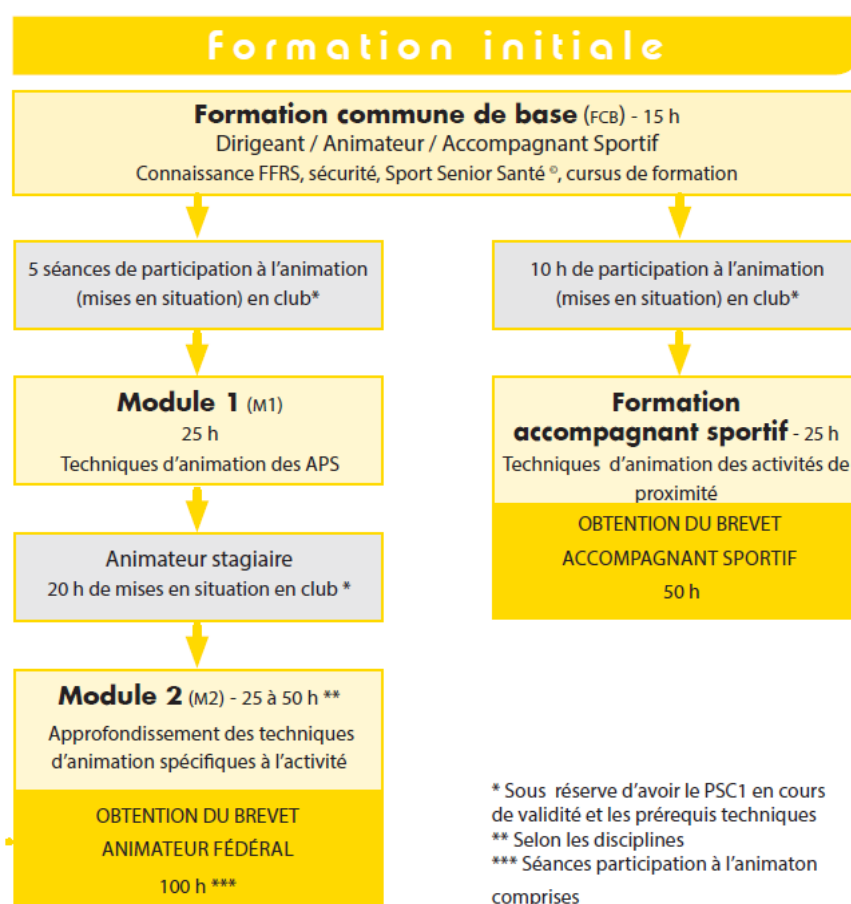 Formation initiale
Formation commune de base (FCB) - 15 h
Dirigeant / Animateur / Accompagnant Sportif
Connaissance FFRS, sécurité, Sport Senior Santé ©, cursus de formation
5 séances de participation à l'animation
(mises en situation) en club*
Module 1 (M1)
25 h
Techniques d'animation des APS
Animateur stagiaire
20 h de mises en situation en club *
Module 2 (M2) - 25 à 50 h **
Approfondissement des techniques
d'animation spécifiques à l'activité
OBTENTION DU BREVET
ANIMATEUR FÉDÉRAL
100 h ***
10 h de participation à l'animation
(mises en situation) en club*
Formation
accompagnant sportif - 25 h
Techniques d'animation des activités de
proximité
OBTENTION DU BREVET
ACCOMPAGNANT SPORTIF
50 h
* Sous réserve d'avoir le PSC1 en cours
de validité et les prérequis techniques
** Selon les disciplines
*** Séances participation à l'animaton
comprises